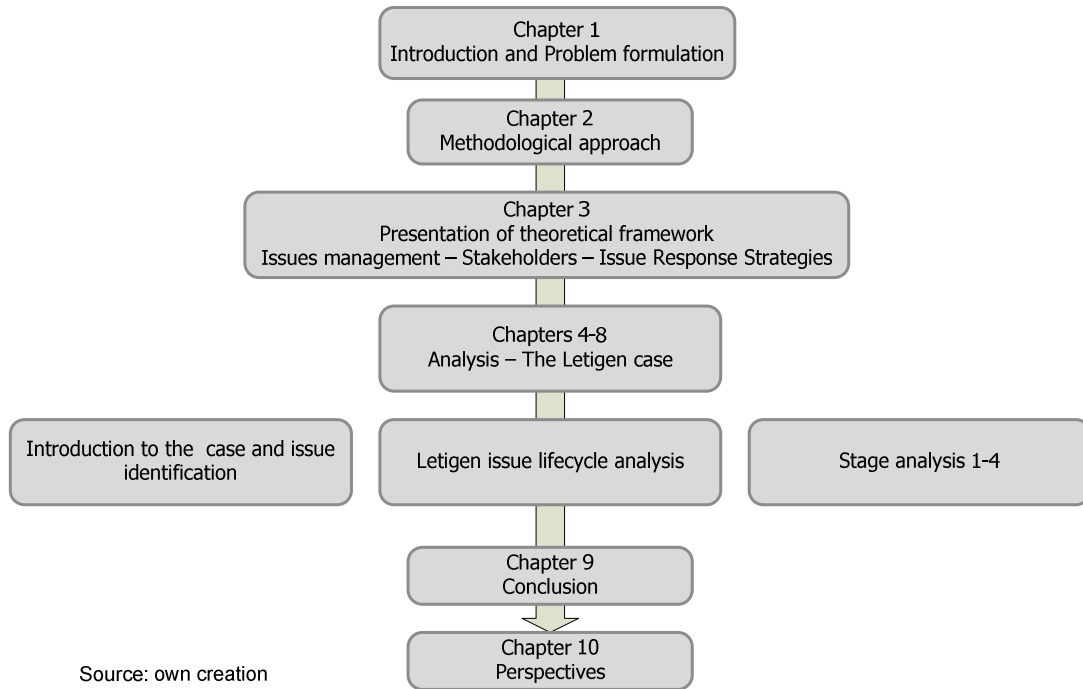 Chapter 1
Introduction and Problem formulation
Chapter 2
Methodological approach
Chapter 3
Presentation of theoretical framework
Issues management – Stakeholders – Issue Response Strategies
Chapters 4-8
Analysis – The Letigen case
Introduction to the case and issue
identification
Letigen issue lifecycle analysis
Stage analysis 1-4
Chapter 9
Conclusion
Chapter 10
Perspectives
Source: own creation